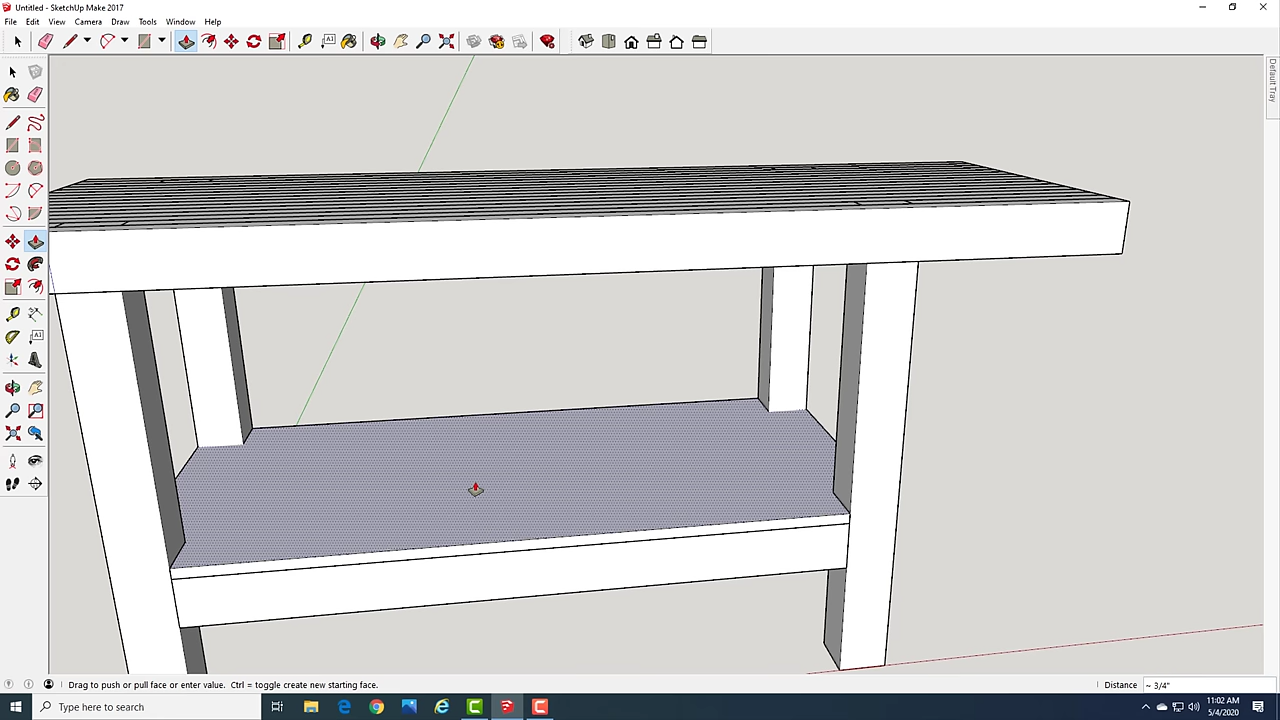 Untitled - SketchUp Make 2017
File Edit View Camera Draw Tools Window Help
Default Tray
Drag to push or pull face or enter value. Ctrl = toggle create new starting face.
Distance ~ 3/4"
Type here to search
11:02 AM
5/4/2020